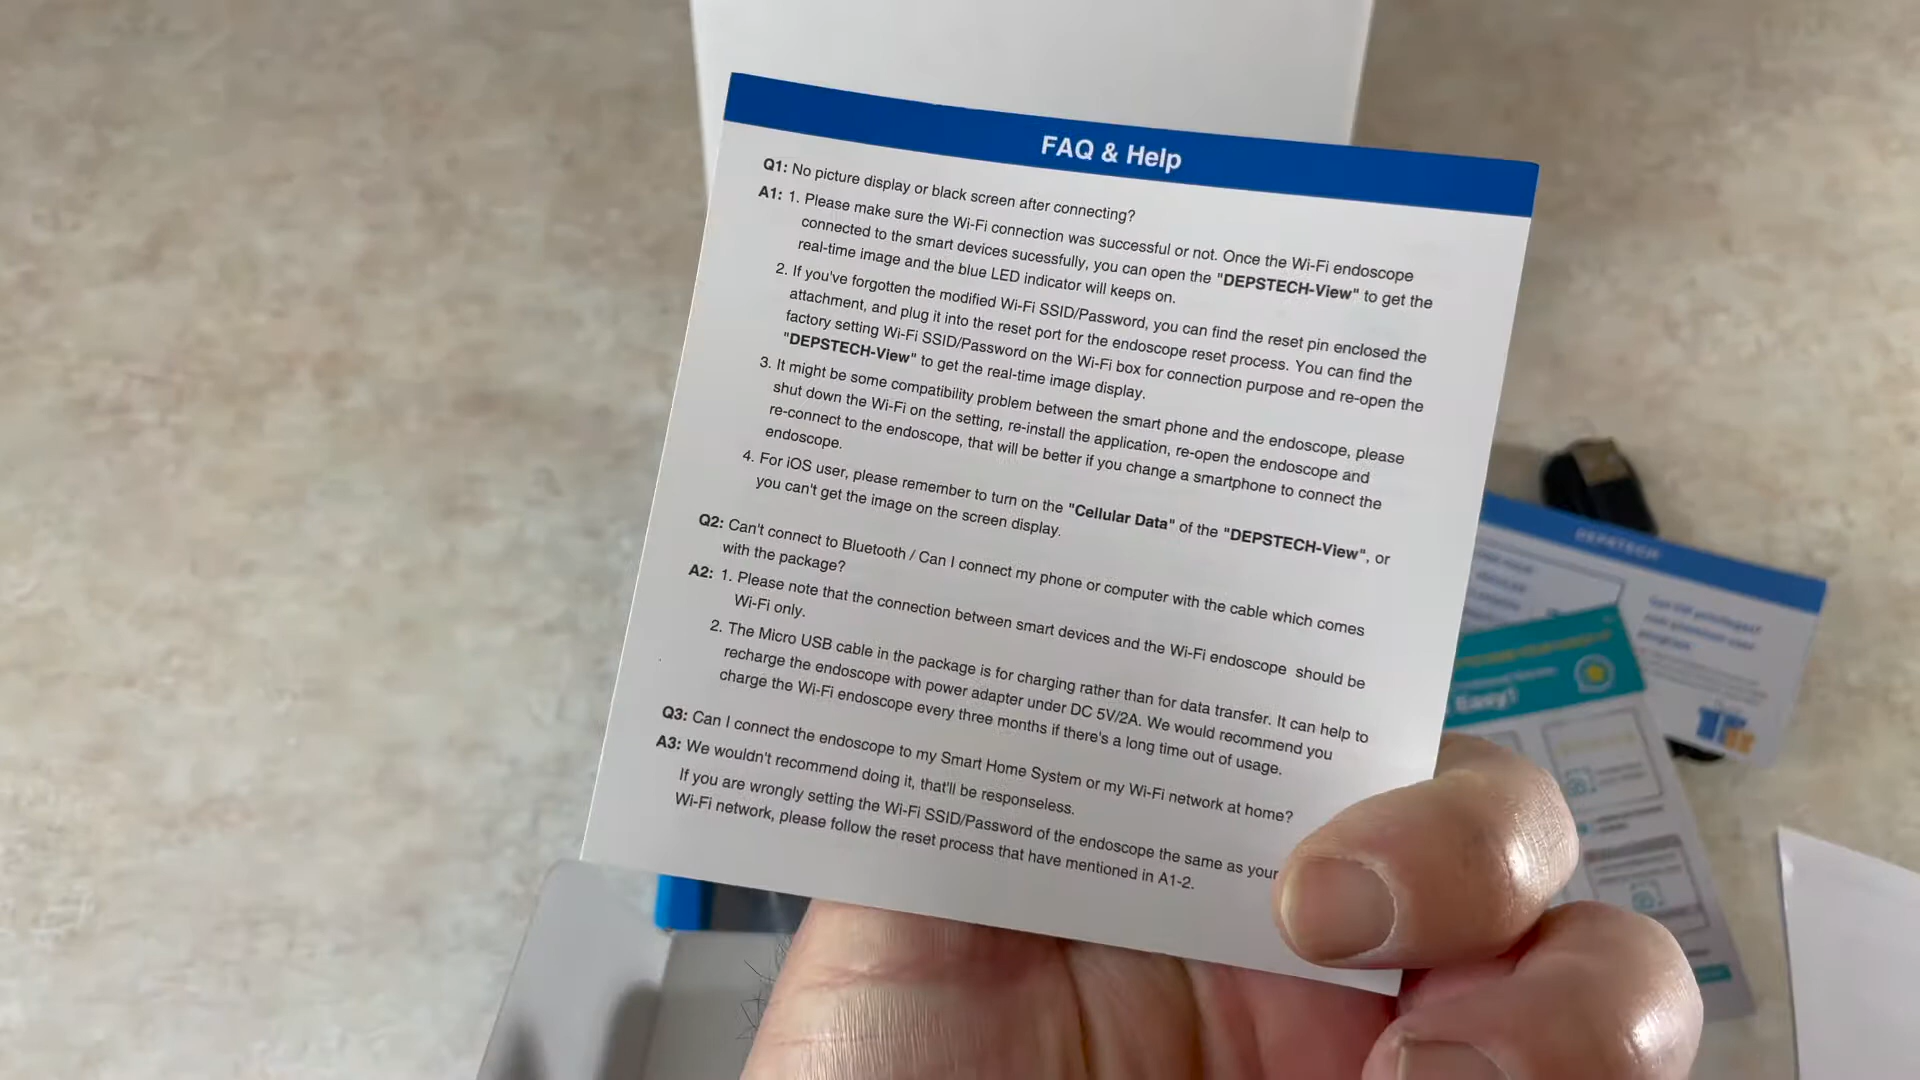 FAQ & Help
Q1: No picture display or black screen after connecting?
A1: 1. Please make sure the Wi-Fi connection was successful or not. Once the Wi-Fi endoscope
connected to the smart devices sucessfully, you can open the "DEPSTECH-View" to get the
real-time image and the blue LED indicator will keeps on.
2. If you've forgotten the modified Wi-Fi SSID/Password, you can find the reset pin enclosed the
attachment, and plug it into the reset port for the endoscope reset process. You can find the
factory setting Wi-Fi SSID/Password on the Wi-Fi box for connection purpose and re-open the
"DEPSTECH-View" to get the real-time image display.
3. It might be some compatibility problem between the smart phone and the endoscope, please
shut down the Wi-Fi on the setting, re-install the application, re-open the endoscope and
re-connect to the endoscope, that will be better if you change a smartphone to connect the
endoscope.
4. For iOS user, please remember to turn on the "Cellular Data" of the "DEPSTECH-View", or
you can't get the image on the screen display.
Q2: Can't connect to Bluetooth / Can I connect my phone or computer with the cable which comes
with the package?
A2: 1. Please note that the connection between smart devices and the Wi-Fi endoscope should be
Wi-Fi only.
2. The Micro USB cable in the package is for charging rather than for data transfer. It can help to
recharge the endoscope with power adapter under DC 5V/2A. We would recommend you
charge the Wi-Fi endoscope every three months if there's a long time out of usage.
Q3: Can I connect the endoscope to my Smart Home System or my Wi-Fi network at home?
A3: We wouldn't recommend doing it, that'll be responseless.
If you are wrongly setting the Wi-Fi SSID/Password of the endoscope the same as your
Wi-Fi network, please follow the reset process that have mentioned in A1-2.
DEPSTECH
Easy!